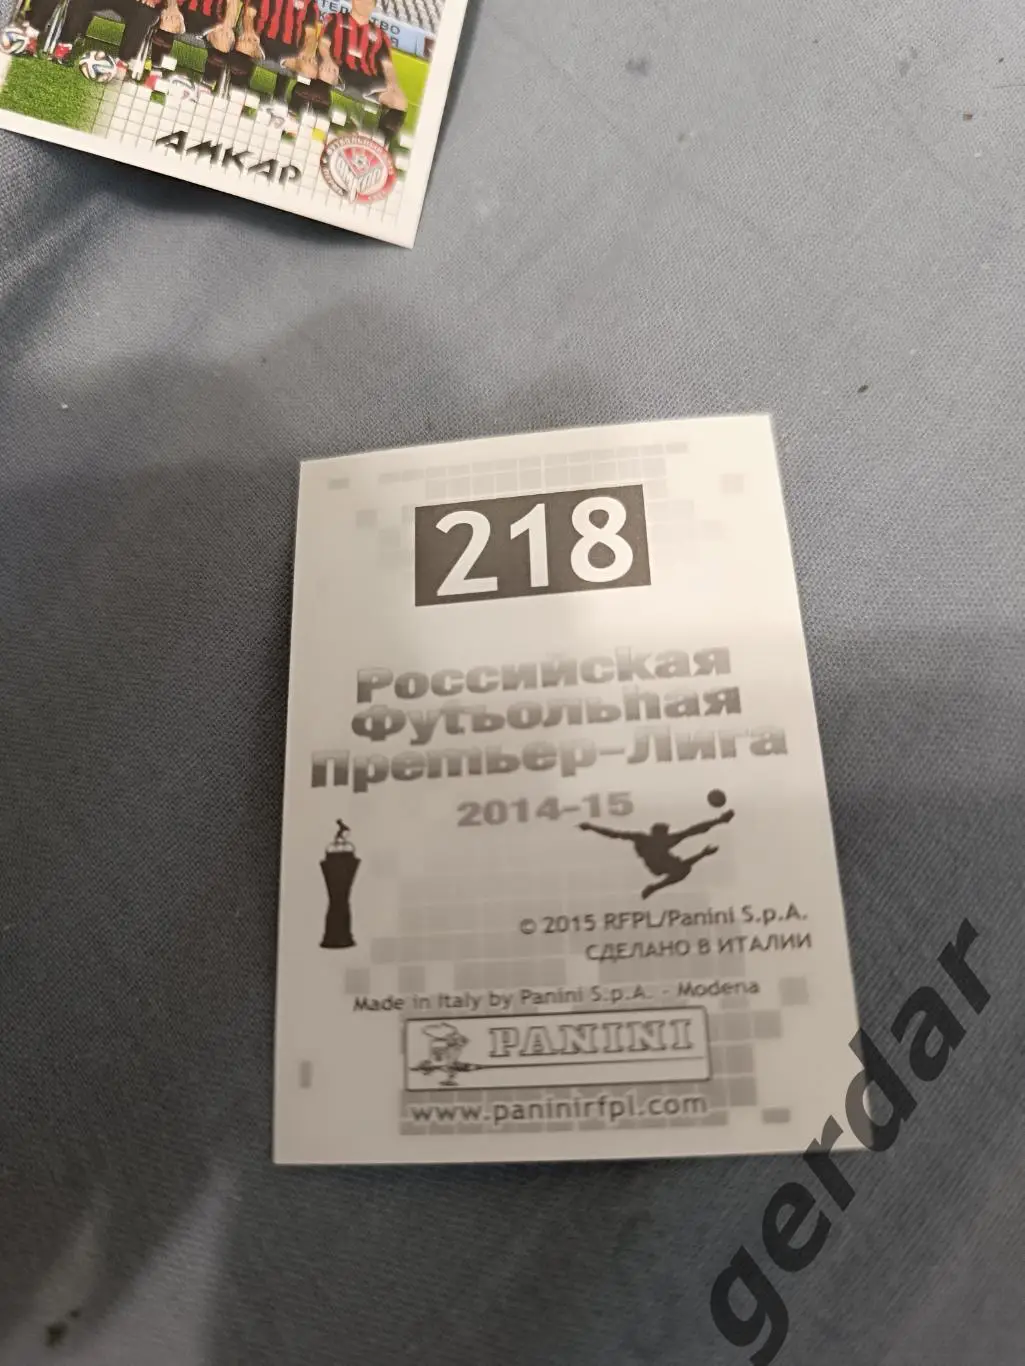 АМКАР
218
Российская
Футбольная
Премьер-Лига
2014-15
© 2015 RFPL/Panini S.p.A.
СДЕЛАНО В ИТАЛИИ
Made in Italy by Panini S.p.A. - Modena
PANINI
www.paninirfpl.com
gerdar